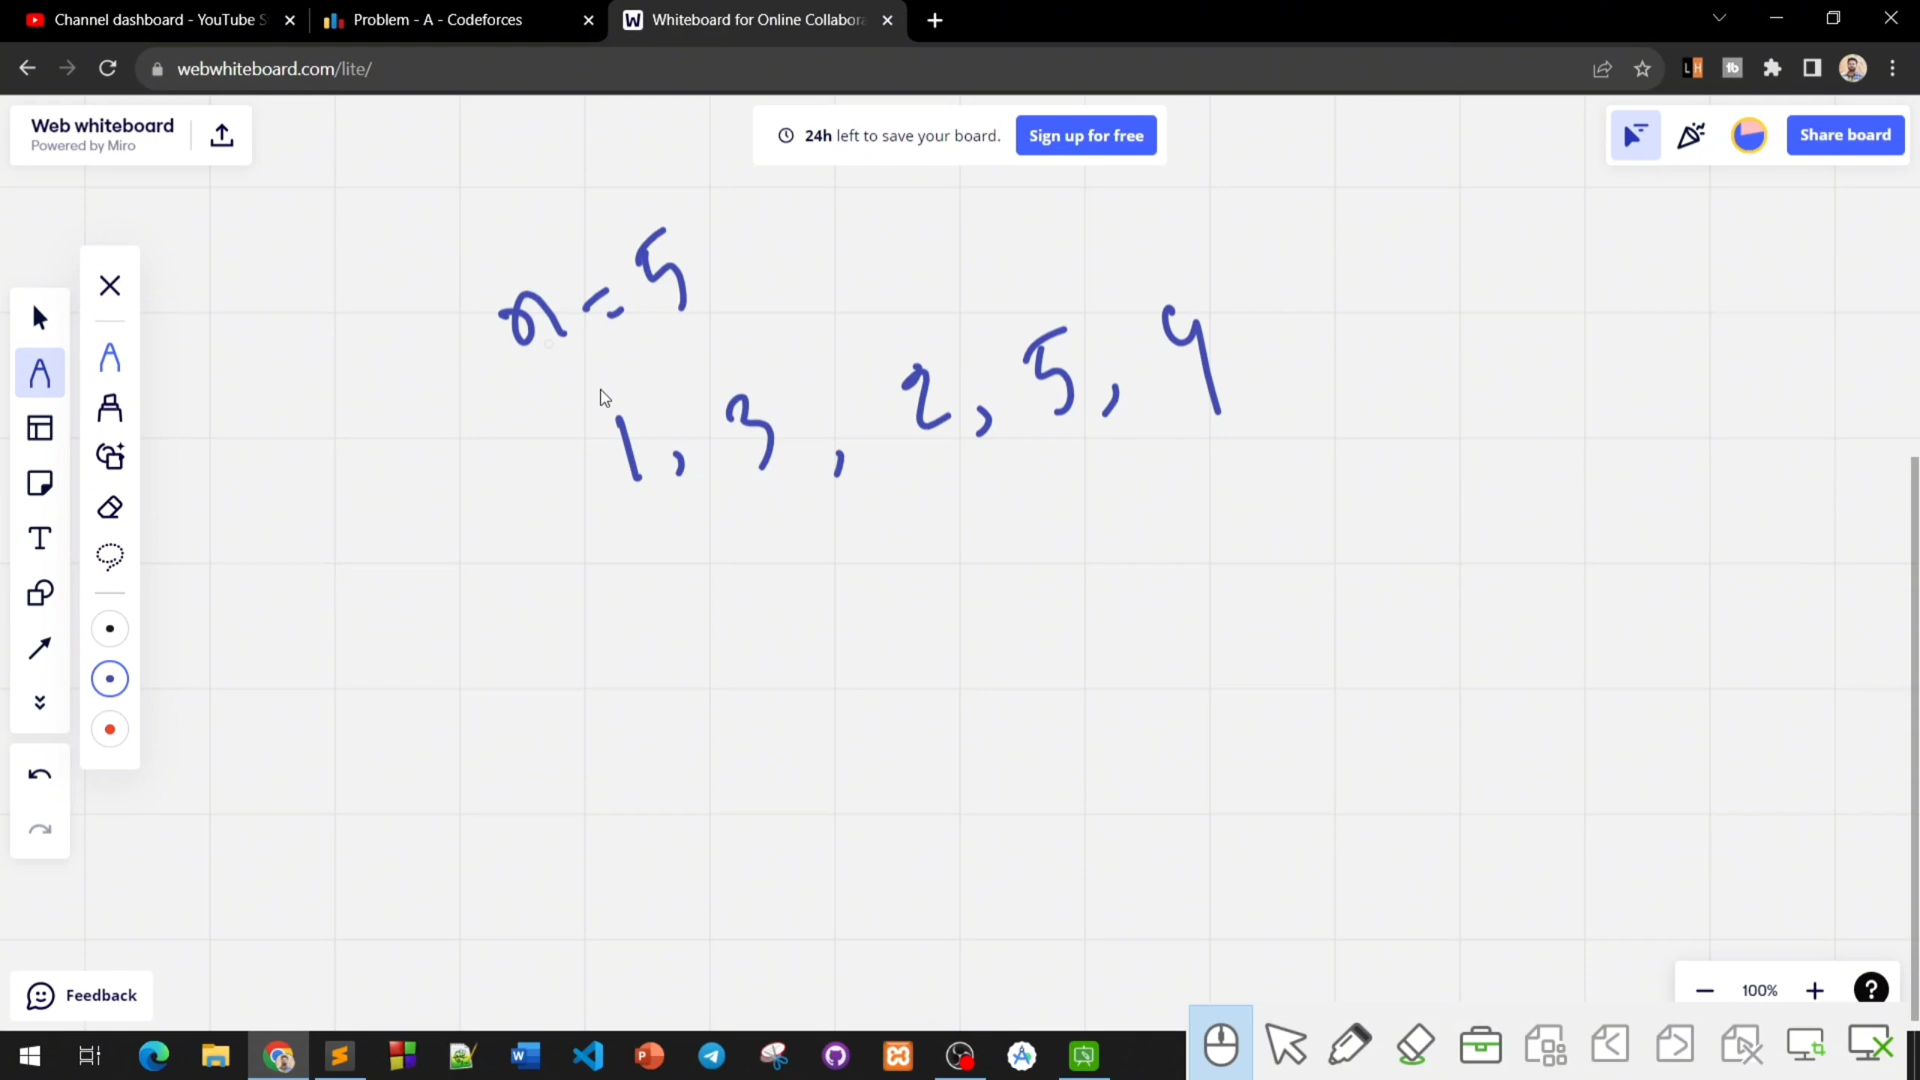 Channel dashboard - YouTube S
Problem - A - Codeforces
Whiteboard for Online Collabora
webwhiteboard.com/lite/
Web whiteboard
Powered by Miro
24h left to save your board.
Sign up for free
Share board
n = 5
1, 3, 2, 5, 4
Feedback
100%